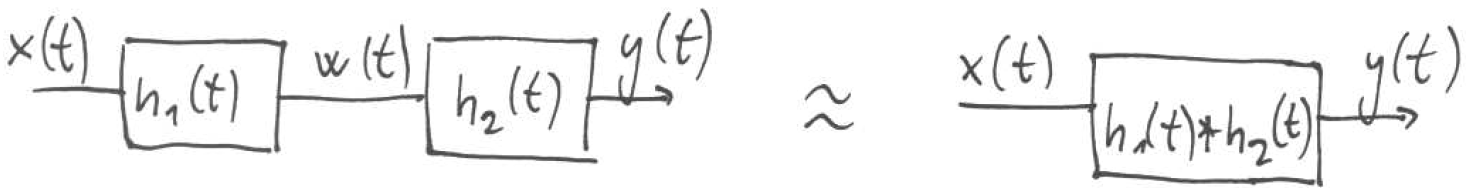 x(t) h₁(t) w(t) h₂(t) y(t) ≈ x(t) h₁(t)*h₂(t) y(t)